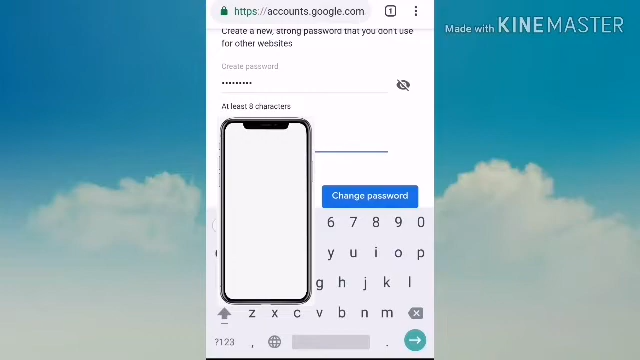 https://accounts.google.com
1
Made with KINEMASTER
Create a new, strong password that you don't use
for other websites
Create password
•••••••••
At least 8 characters
Change password
6 7 8 9 0
y u i o p
g h j k l
z x c v b n m
?123 , .